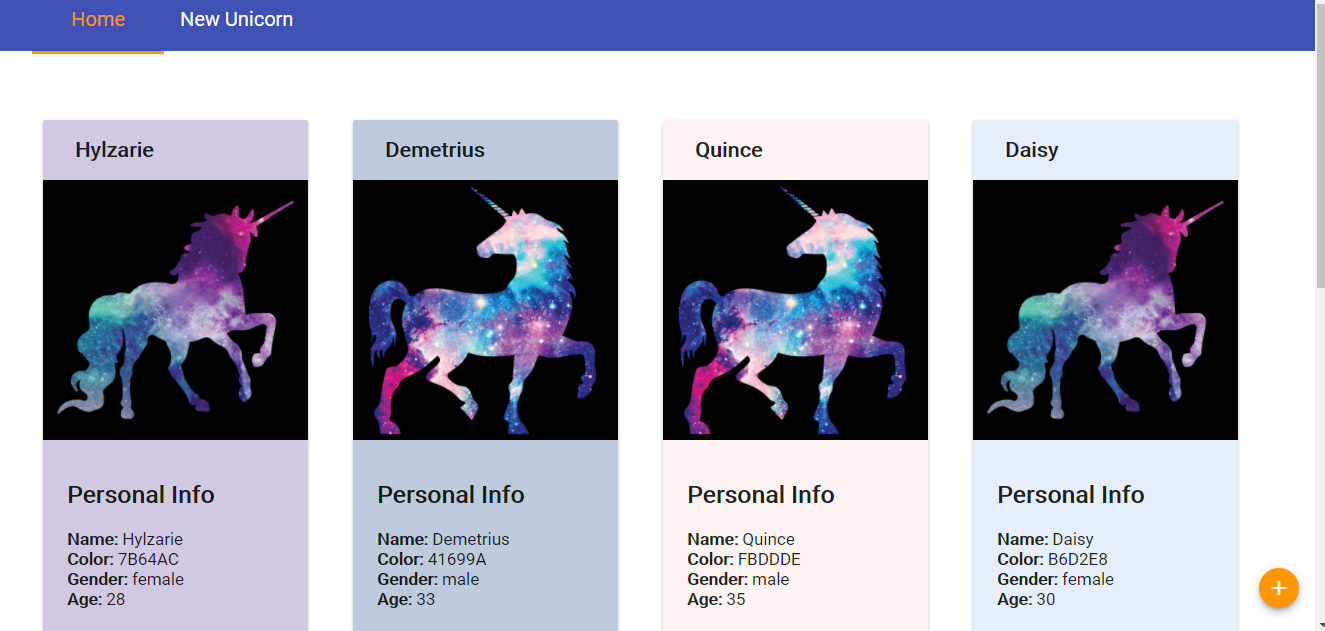 Home
New Unicorn
Hylzarie
Demetrius
Quince
Daisy
Personal Info
Name: Hylzarie
Color: 7B64AC
Gender: female
Age: 28
Personal Info
Name: Demetrius
Color: 41699A
Gender: male
Age: 33
Personal Info
Name: Quince
Color: FBDDDE
Gender: male
Age: 35
Personal Info
Name: Daisy
Color: B6D2E8
Gender: female
Age: 30
+